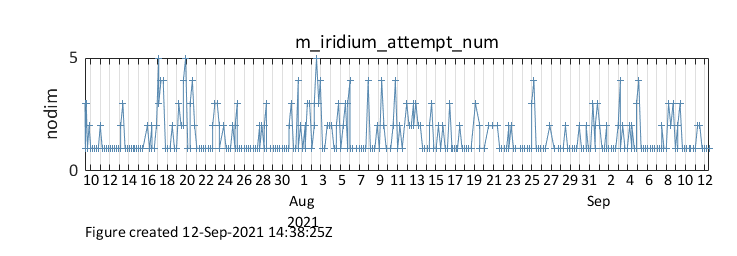 m_iridium_attempt_num
5
nodim
0
10 12 14 16 18 20 22 24 26 28 30 1 3 5 7 9 11 13 15 17 19 21 23 25 27 29 31 2 4 6 8 10 12
Aug Sep
2021
Figure created 12-Sep-2021 14:38:25Z